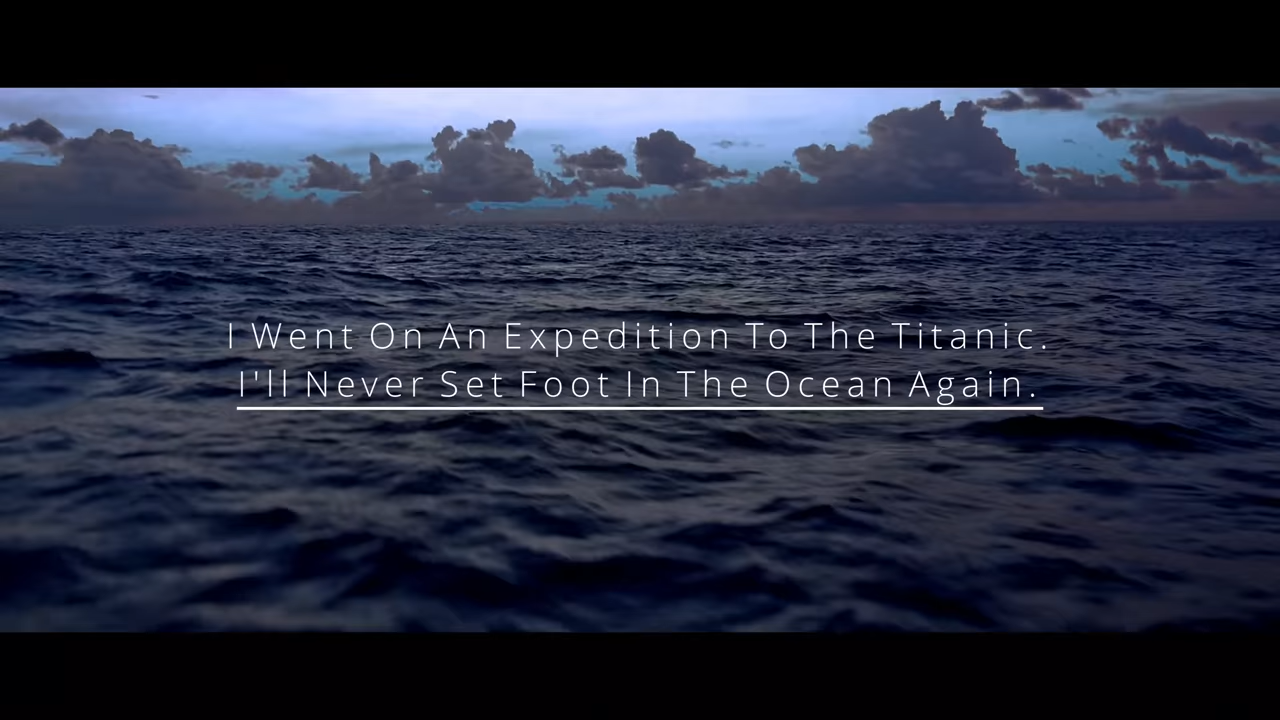 I Went On An Expedition To The Titanic.
I'll Never Set Foot In The Ocean Again.